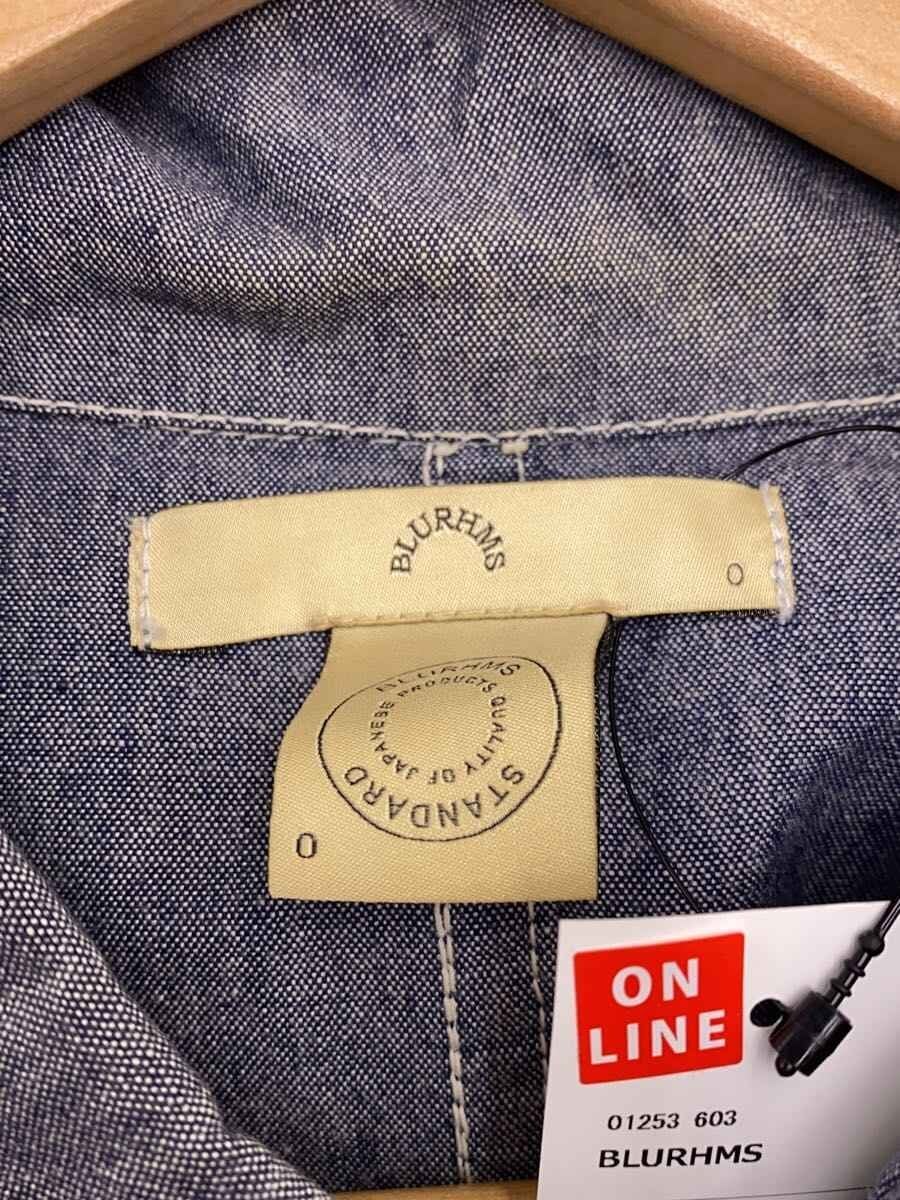 BLURHMS
0
BLURHMS
STANDARD
PRODUCTS QUALITY OF JAPANESE
0
ON
LINE
01253 603
BLURHMS